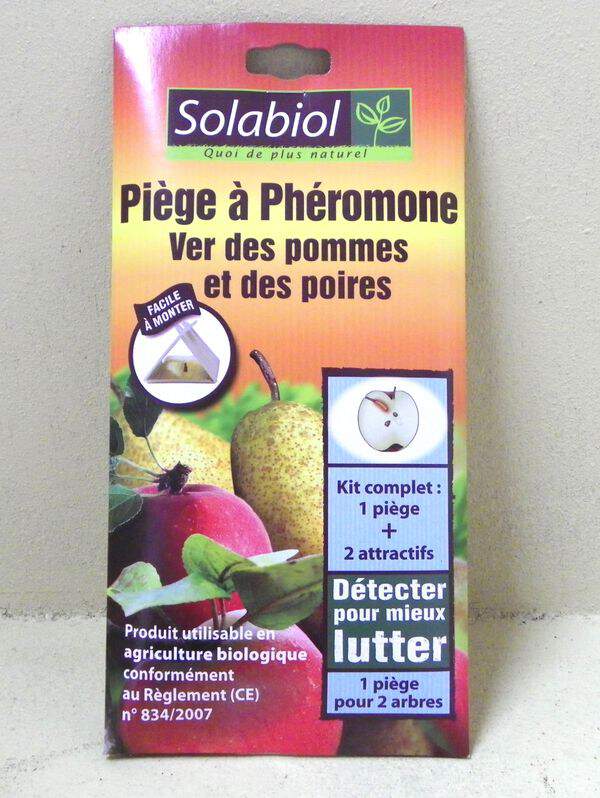 Solabiol
Quoi de plus naturel
Piège à Phéromone
Ver des pommes
et des poires
FACILE
À MONTER
Kit complet :
1 piège
+
2 attractifs
Détecter
pour mieux
lutter
1 piège
pour 2 arbres
Produit utilisable en
agriculture biologique
conformément
au Règlement (CE)
n° 834/2007